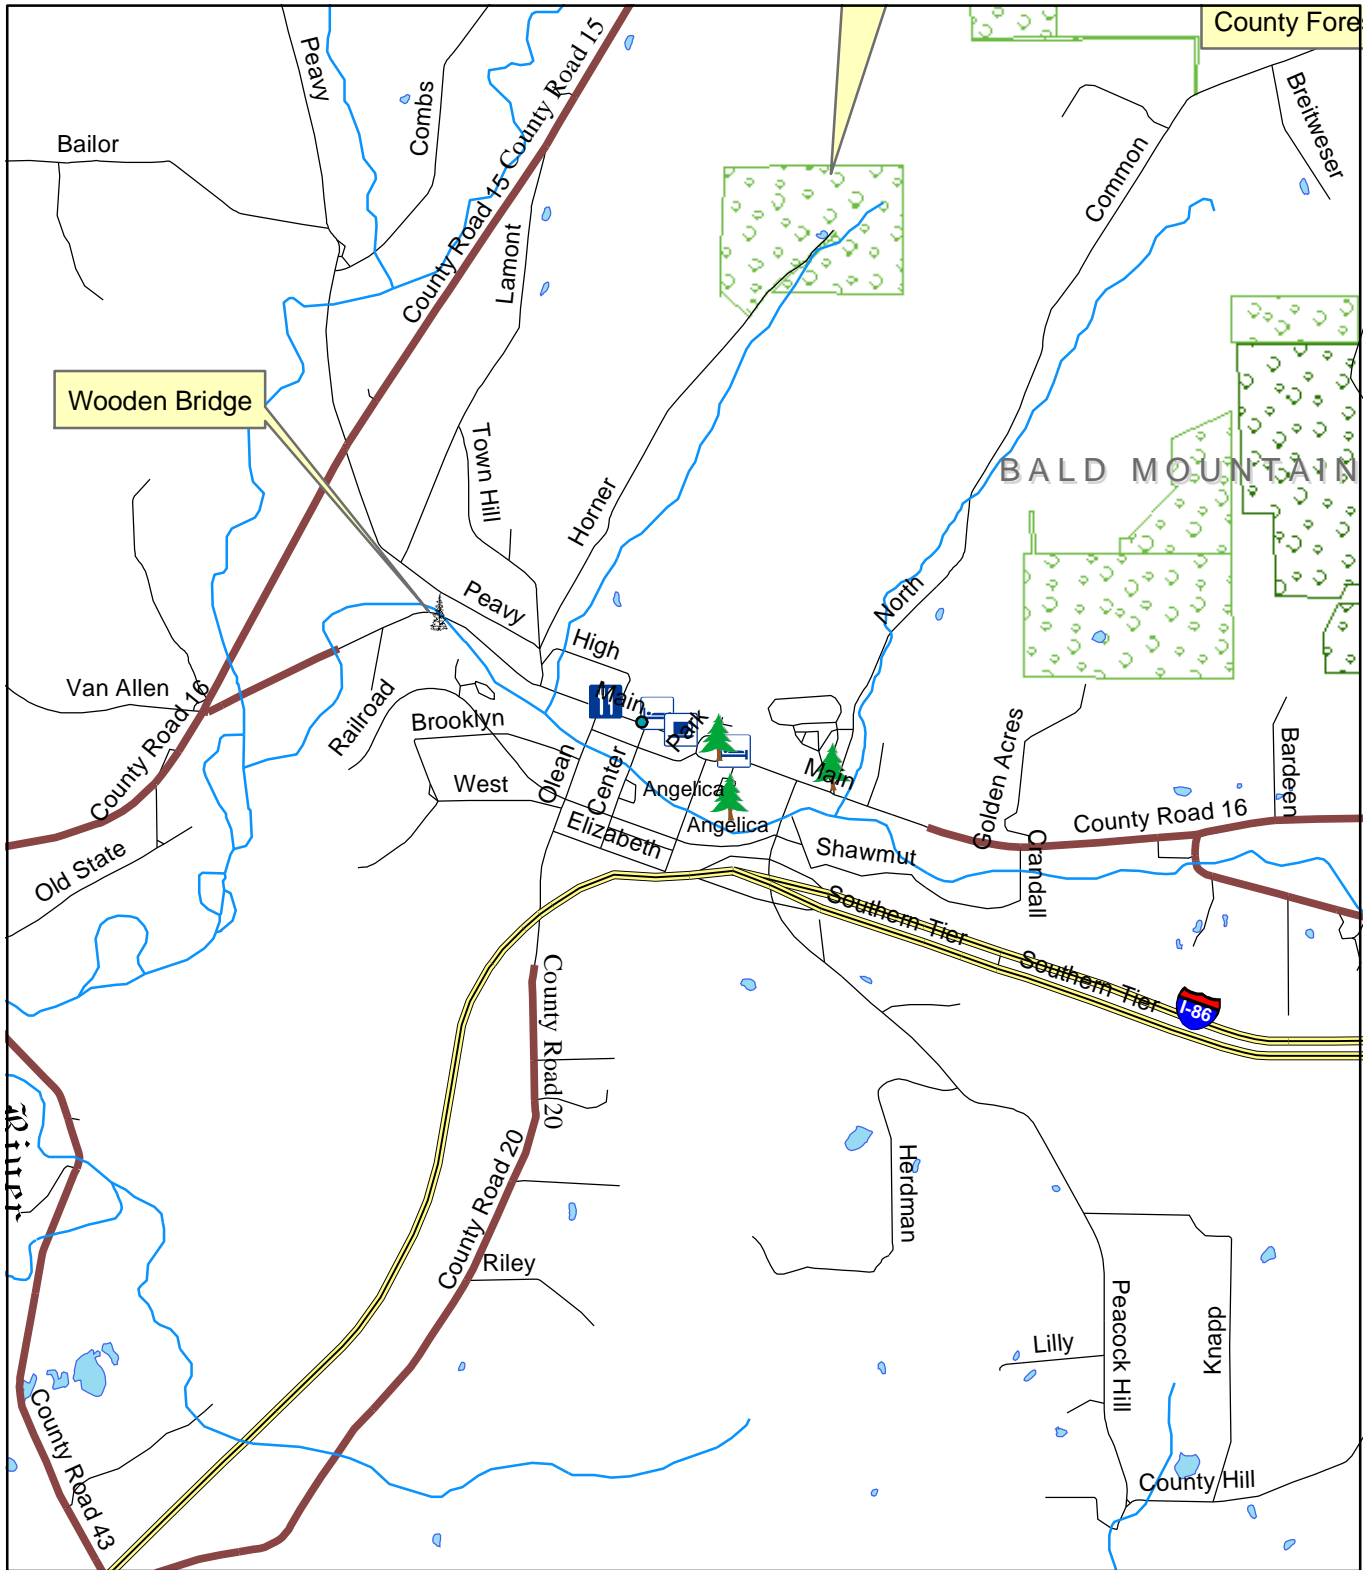 County Fores
Peavy
Combs
County Road 15
Breitweser
Bailor
Common
County Road 15
Lamont
Wooden Bridge
Town Hill
Horner
BALD MOUNTAIN
Peavy
North
High
Van Allen
Main
Park
Railroad
Brooklyn
County Road 16
Olean
Center
West
Angelica
Main
Golden Acres
Bardeen
Elizabeth
Angelica
County Road 16
Shawmut
Crandall
Old State
Southern Tier
Southern Tier
I-86
County Road 20
River
County Road 20
Herdman
Riley
Peacock Hill
Knapp
Lilly
County Road 43
County Hill